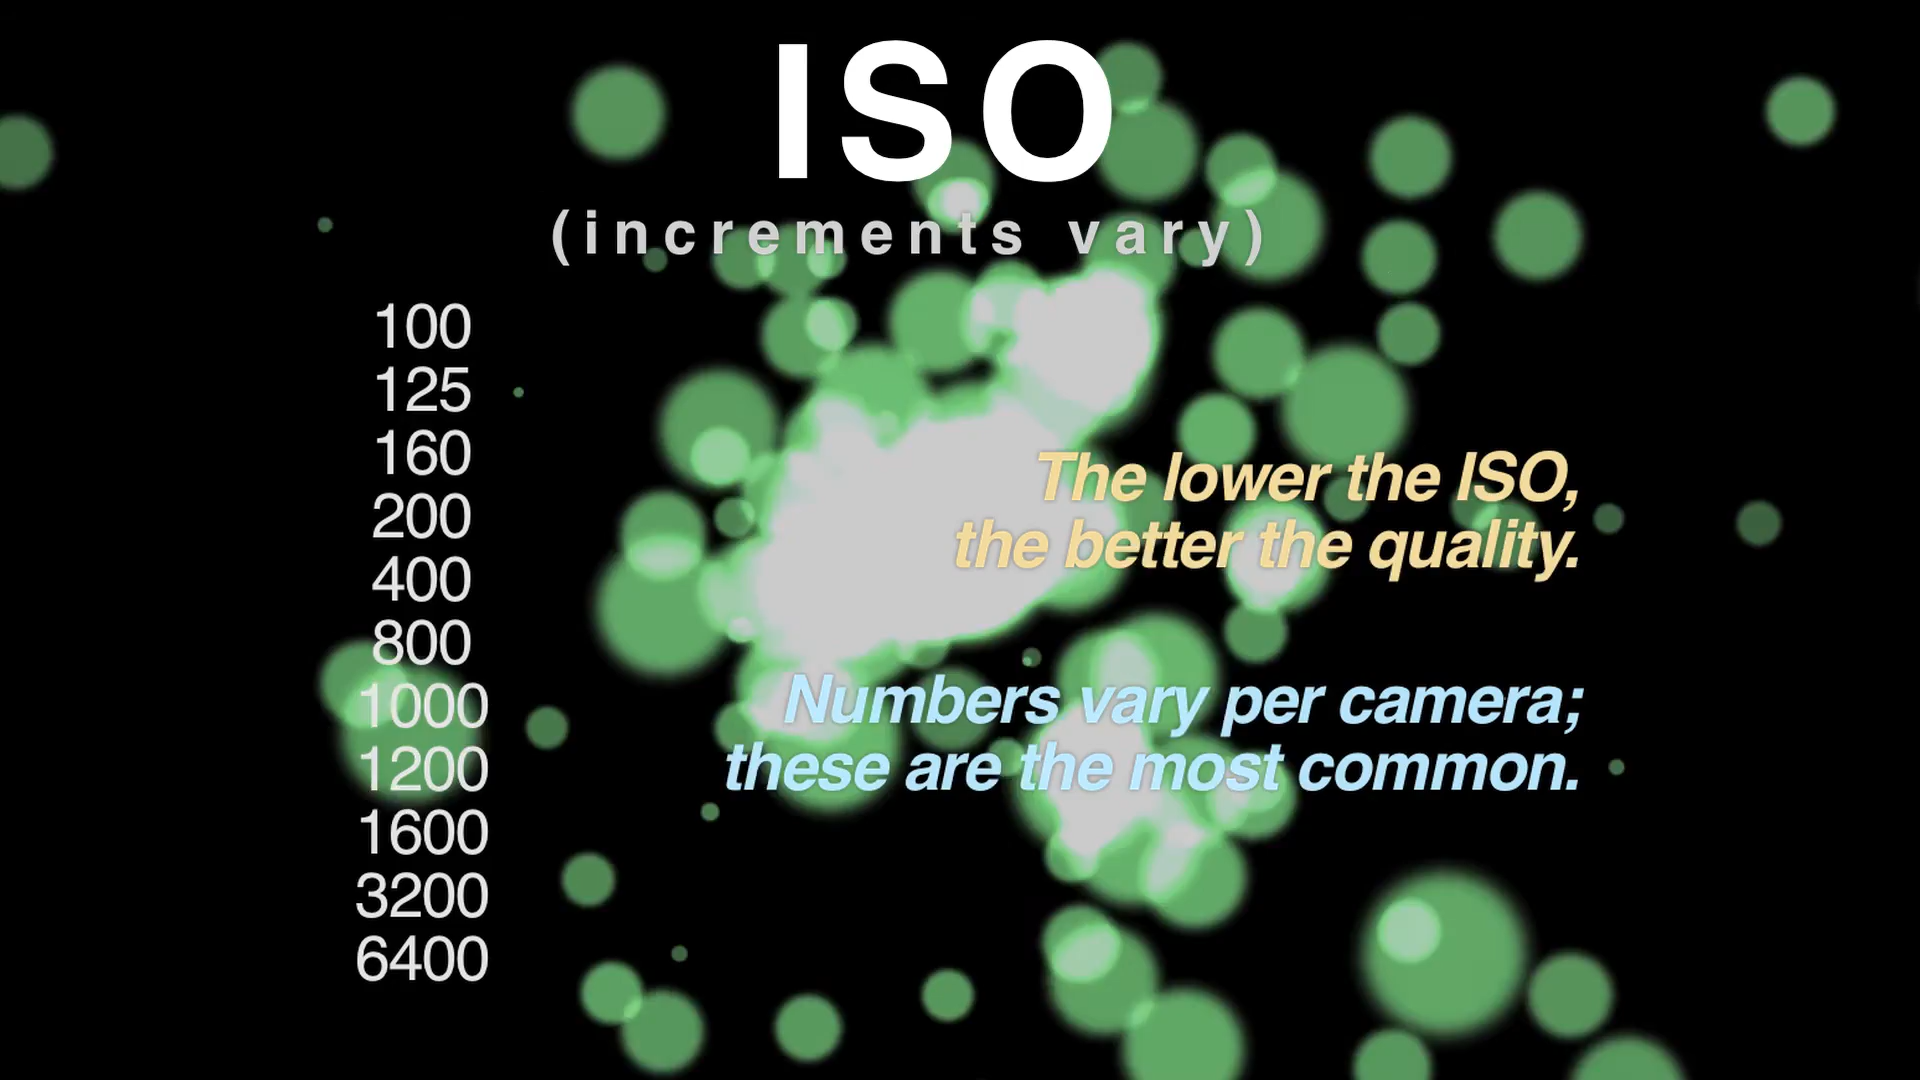 ISO
(increments vary)
100
125
160
200
400
800
1000
1200
1600
3200
6400
The lower the ISO,
the better the quality.
Numbers vary per camera;
these are the most common.